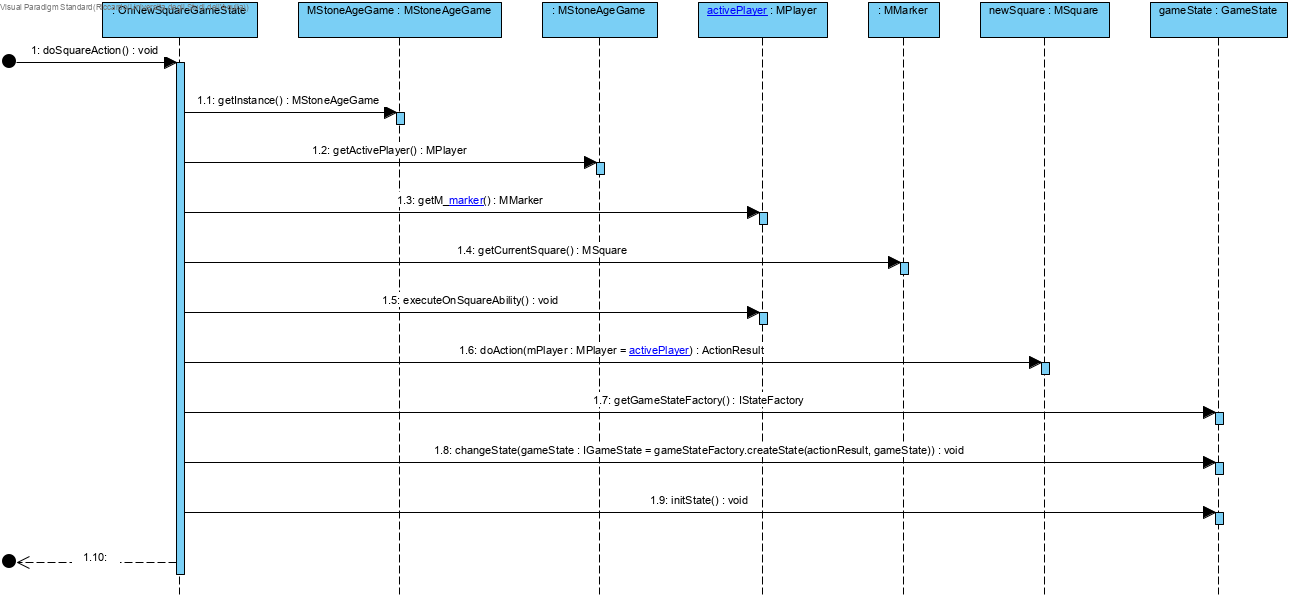 Visual Paradigm Standard(
: OnNewSquareGameState
MStoneAgeGame : MStoneAgeGame
: MStoneAgeGame
activePlayer : MPlayer
: MMarker
newSquare : MSquare
gameState : GameState
1: doSquareAction() : void
1.1: getInstance() : MStoneAgeGame
1.2: getActivePlayer() : MPlayer
1.3: getM_marker() : MMarker
1.4: getCurrentSquare() : MSquare
1.5: executeOnSquareAbility() : void
1.6: doAction(mPlayer : MPlayer = activePlayer) : ActionResult
1.7: getGameStateFactory() : IStateFactory
1.8: changeState(gameState : IGameState = gameStateFactory.createState(actionResult, gameState)) : void
1.9: initState() : void
1.10: